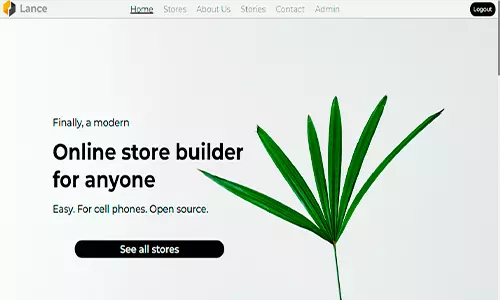 Lance
Home Stores About Us Stories Contact Admin
Logout
Finally, a modern
Online store builder
for anyone
Easy. For cell phones. Open source.
See all stores